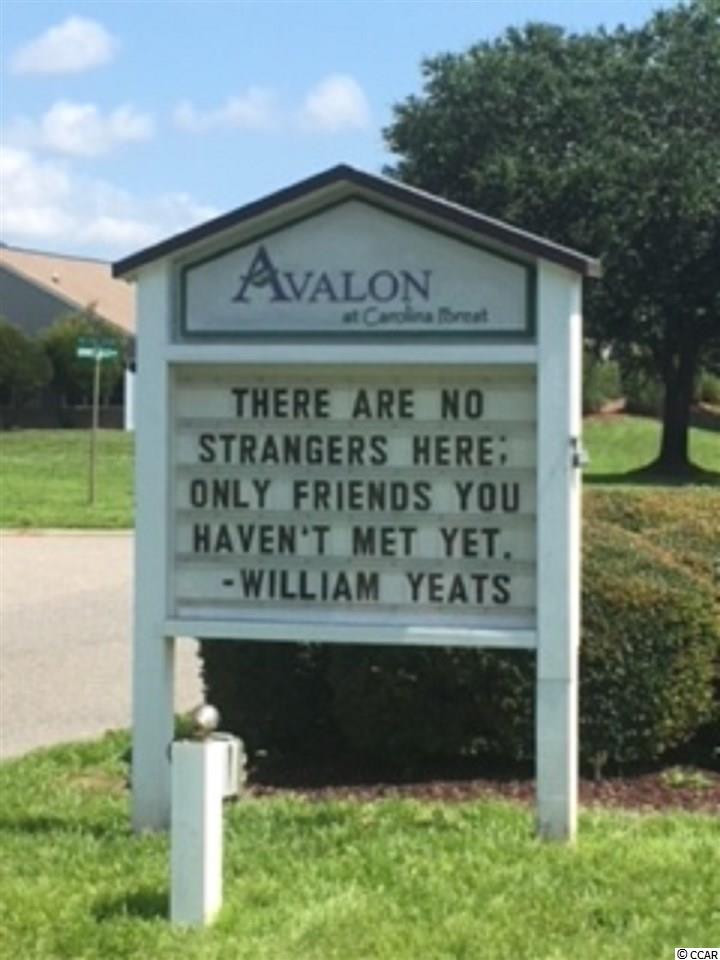 AVALON
at Carolina Forest
THERE ARE NO
STRANGERS HERE;
ONLY FRIENDS YOU
HAVEN'T MET YET.
-WILLIAM YEATS
© CCAR